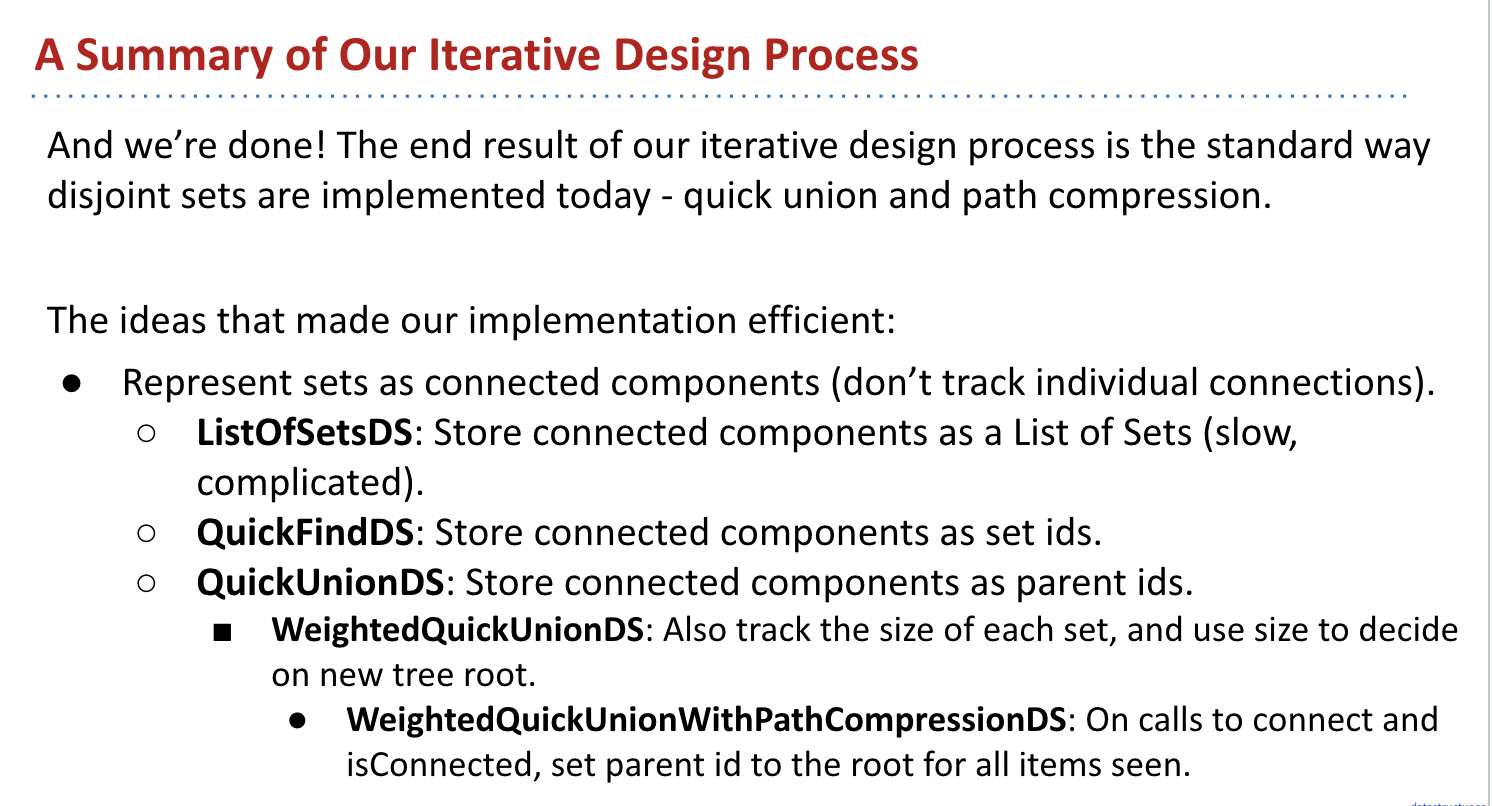 A Summary of Our Iterative Design Process
And we’re done! The end result of our iterative design process is the standard way
disjoint sets are implemented today - quick union and path compression.
The ideas that made our implementation efficient:
● Represent sets as connected components (don’t track individual connections).
○ ListOfSetsDS: Store connected components as a List of Sets (slow,
complicated).
○ QuickFindDS: Store connected components as set ids.
○ QuickUnionDS: Store connected components as parent ids.
■ WeightedQuickUnionDS: Also track the size of each set, and use size to decide
on new tree root.
● WeightedQuickUnionWithPathCompressionDS: On calls to connect and
isConnected, set parent id to the root for all items seen.